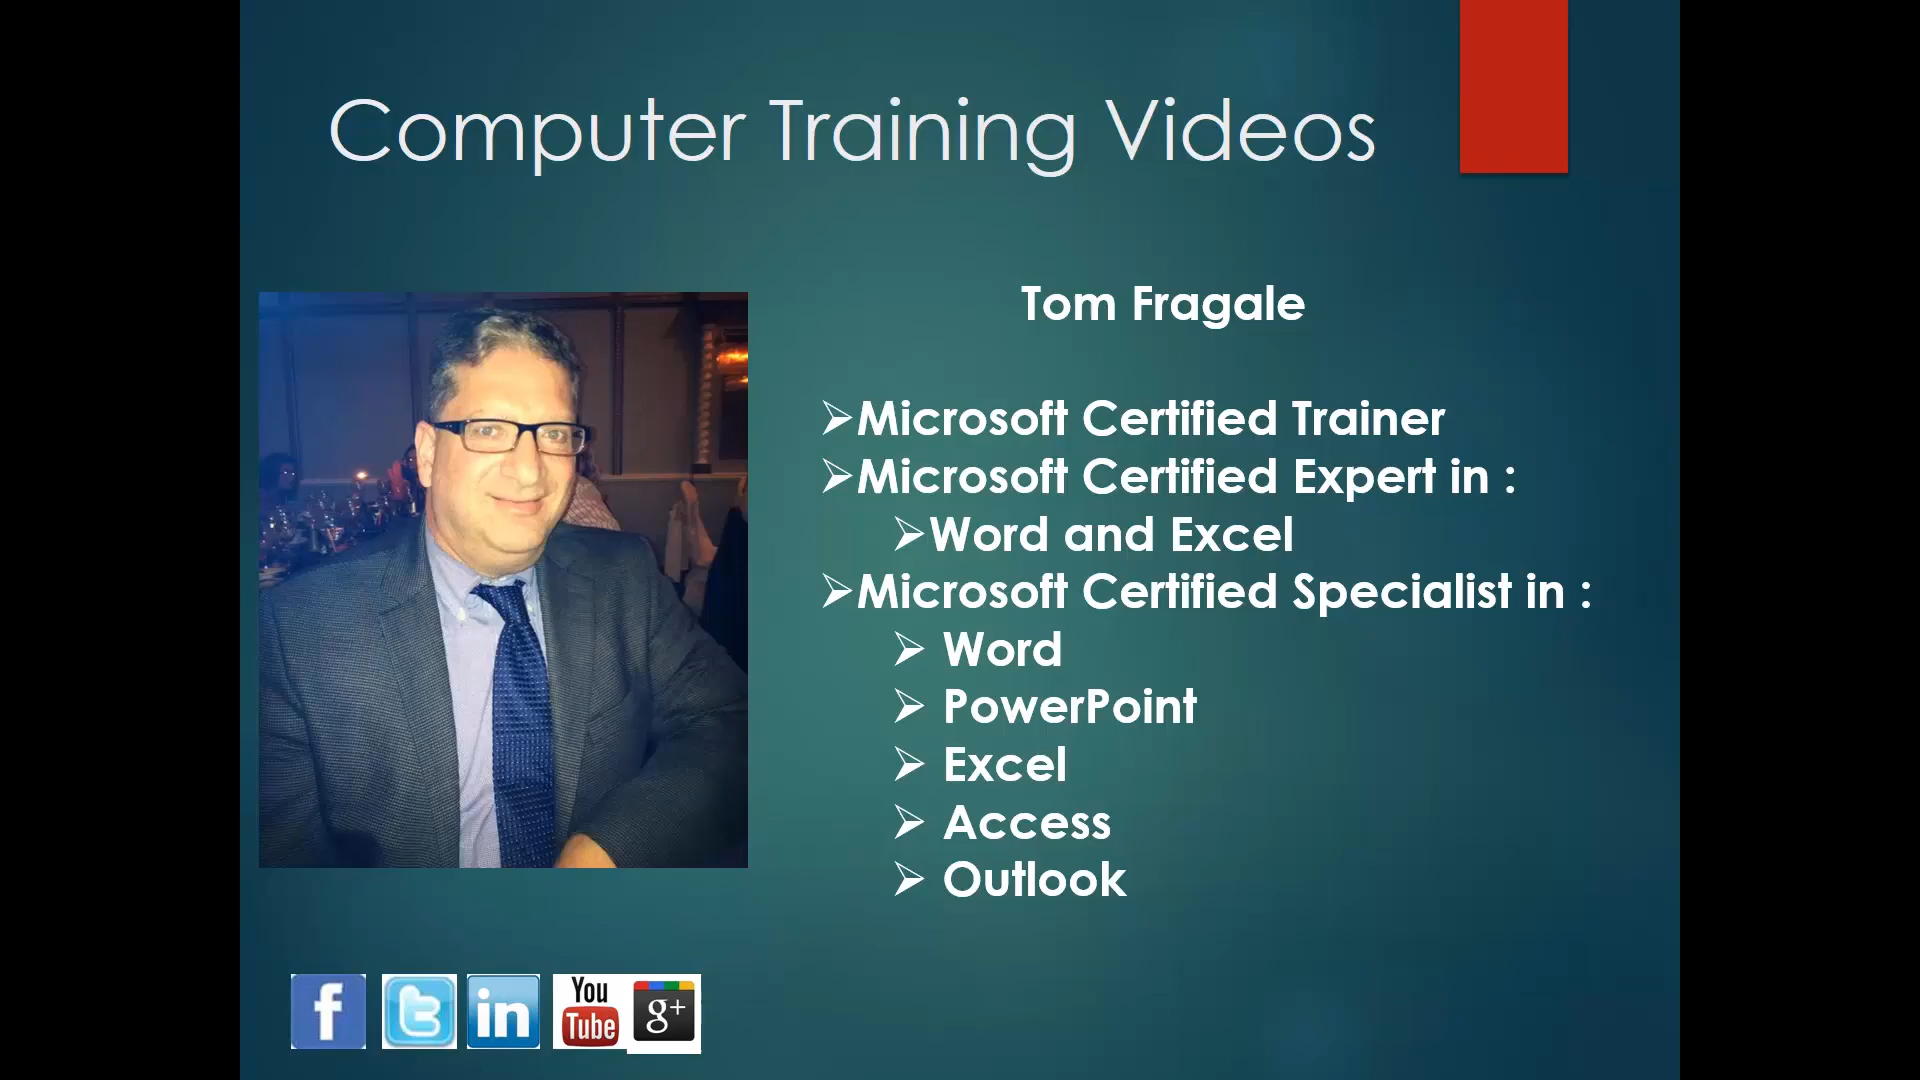 Computer Training Videos
Tom Fragale
➢Microsoft Certified Trainer
➢Microsoft Certified Expert in :
➢Word and Excel
➢Microsoft Certified Specialist in :
➢ Word
➢ PowerPoint
➢ Excel
➢ Access
➢ Outlook
f
t
in
You
Tube
g+